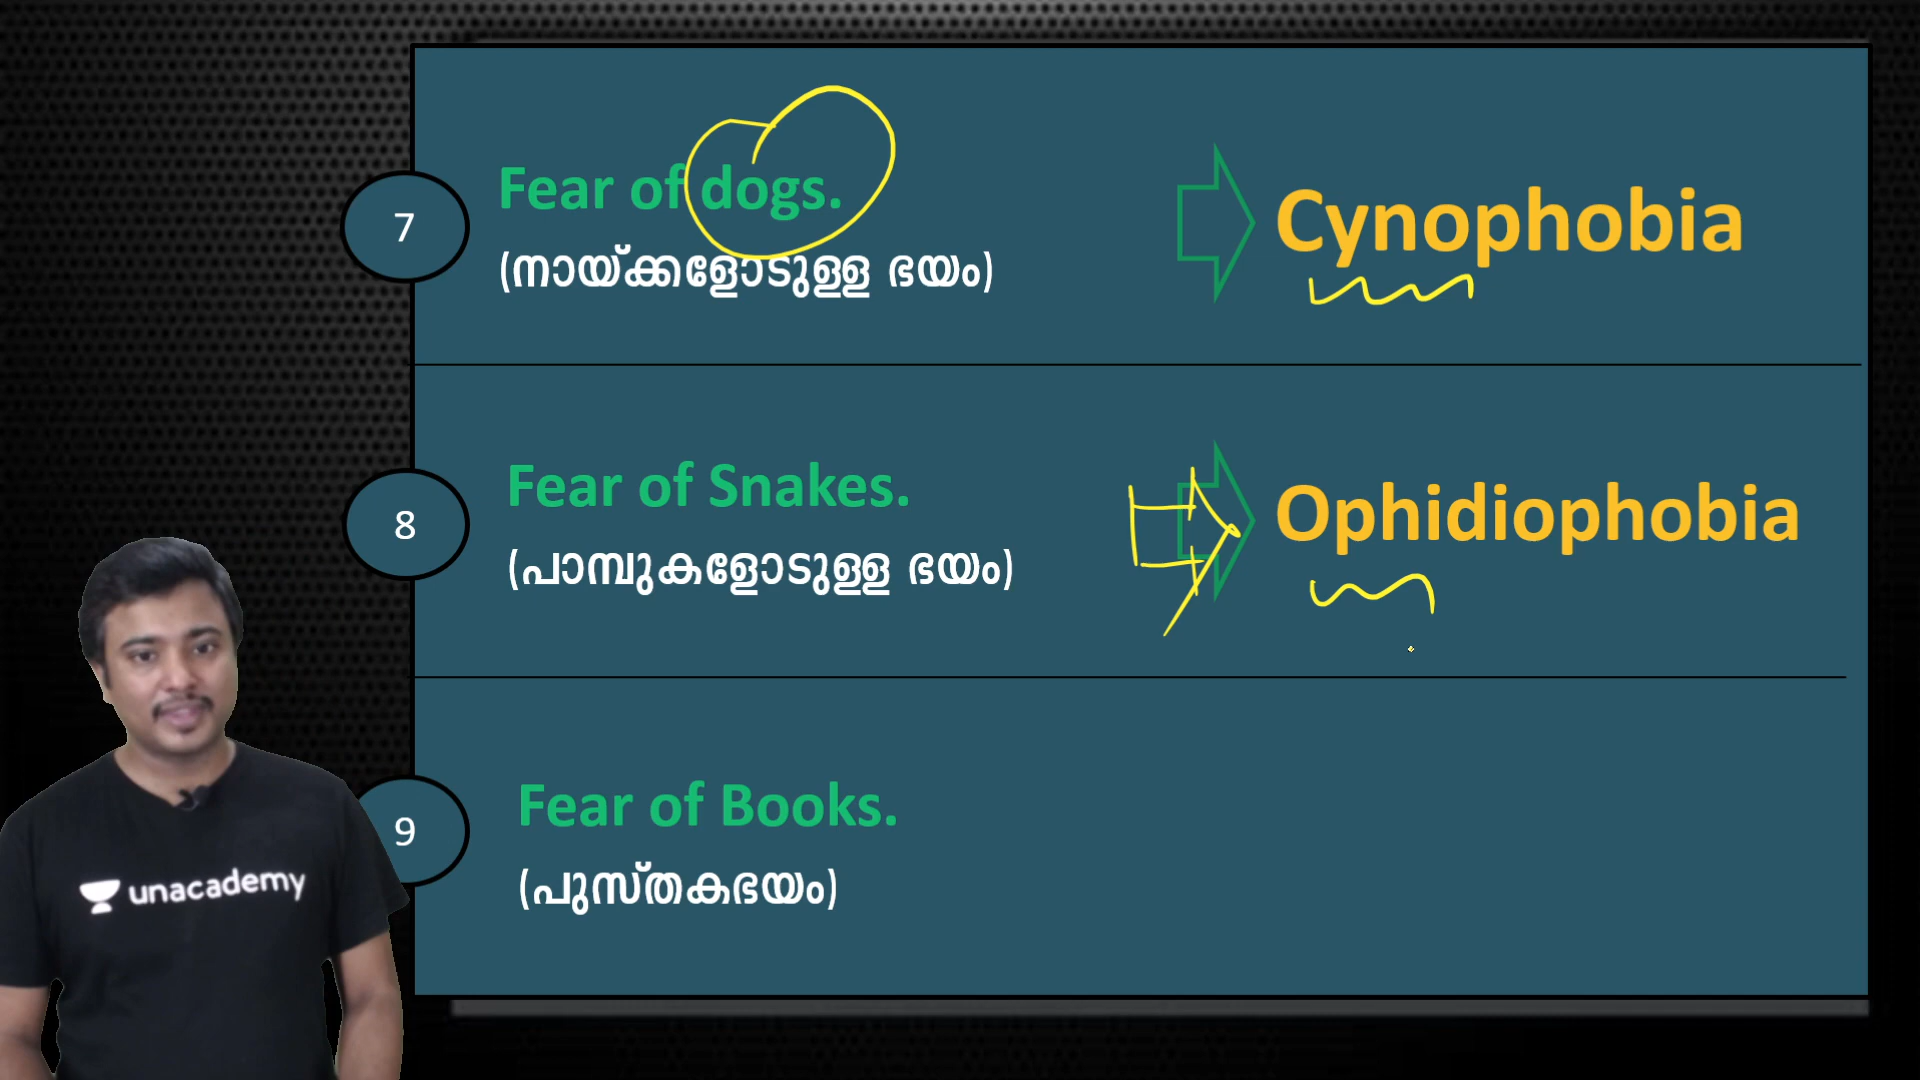 7
Fear of dogs.
(നായ്ക്കളോടുള്ള ഭയം)
Cynophobia
8
Fear of Snakes.
(പാമ്പുകളോടുള്ള ഭയം)
Ophidiophobia
9
Fear of Books.
(പുസ്തകഭയം)
unacademy